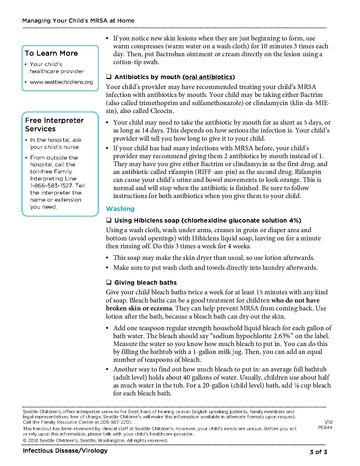 Managing Your Child's MRSA at Home
To Learn More
• Your child's
healthcare provider
• www.seattlechildrens.org
Free Interpreter
Services
• In the hospital, ask
your child's nurse.
• From outside the
hospital, call the
toll-free Family
Interpreting Line
1-866-583-1527. Tell
the interpreter the
name or extension
you need.
• If you notice new skin lesions when they are just beginning to form, use
warm compresses (warm water on a wash cloth) for 10 minutes 3 times each
day. Then, put Bactroban ointment or cream directly on the lesion using a
cotton-tip swab.
❑ Antibiotics by mouth (oral antibiotics)
Your child's provider may have recommended treating your child's MRSA
infection with antibiotics by mouth. Your child may be taking either Bactrim
(also called trimethoprim and sulfamethoxazole) or clindamycin (klin-da-MIE-
sin), also called Cleocin.
• Your child may need to take the antibiotic by mouth for as short as 5 days, or
as long as 14 days. This depends on how serious the infection is. Your child's
provider will tell you how long to give it to your child.
• If your child has had many infections with MRSA before, your child's
provider may recommend giving them 2 antibiotics by mouth instead of 1.
They may have you give either Bactrim or clindamycin as the first drug, and
an antibiotic called rifampin (RIFF-am-pin) as the second drug. Rifampin
can cause your child's urine and bowel movements to look orange. This is
normal and will stop when the antibiotic is finished. Be sure to follow
instructions for both antibiotics when you give them to your child.
Washing
❑ Using Hibiclens soap (chlorhexidine gluconate solution 4%)
Using a wash cloth, wash under arms, creases in groin or diaper area and
bottom (avoid openings) with Hibiclens liquid soap, leaving on for a minute
then rinsing off. Do this 3 times a week for 4 weeks.
• This soap may make the skin dryer than usual, so use lotion afterwards.
• Make sure to put wash cloth and towels directly into laundry afterwards.
❑ Giving bleach baths
Give your child bleach baths twice a week for at least 15 minutes with any kind
of soap. Bleach baths can be a good treatment for children who do not have
broken skin or eczema. They can help prevent MRSA from coming back. Use
lotion after the bath, because a bleach bath can dry out the skin.
• Add one teaspoon regular strength household liquid bleach for each gallon of
bath water. The bleach should say "sodium hypochlorite 2.63%" on the label.
Measure the water so you know how much bleach to put in. You can do this
by filling the bathtub with a 1-gallon milk jug. Then, you can add an equal
number of teaspoons of bleach.
• Another way to find out how much bleach to put in: an average full bathtub
(adult level) holds about 40 gallons of water. Usually, children use about half
as much water in the tub. For a 20-gallon (child level) bath, add ¼ cup bleach
for each bleach bath.
Seattle Children's offers interpreter services for Deaf, hard of hearing or non-English speaking patients, family members and
legal representatives free of charge. Seattle Children's will make this information available in alternate formats upon request.
Call the Family Resource Center at 206-987-2201.
This handout has been reviewed by clinical staff at Seattle Children's. However, your child's needs are unique. Before you act
or rely upon this information, please talk with your child's healthcare provider.
© 2018 Seattle Children's, Seattle, Washington. All rights reserved.
1/18
PE844
Infectious Disease/Virology
3 of 3